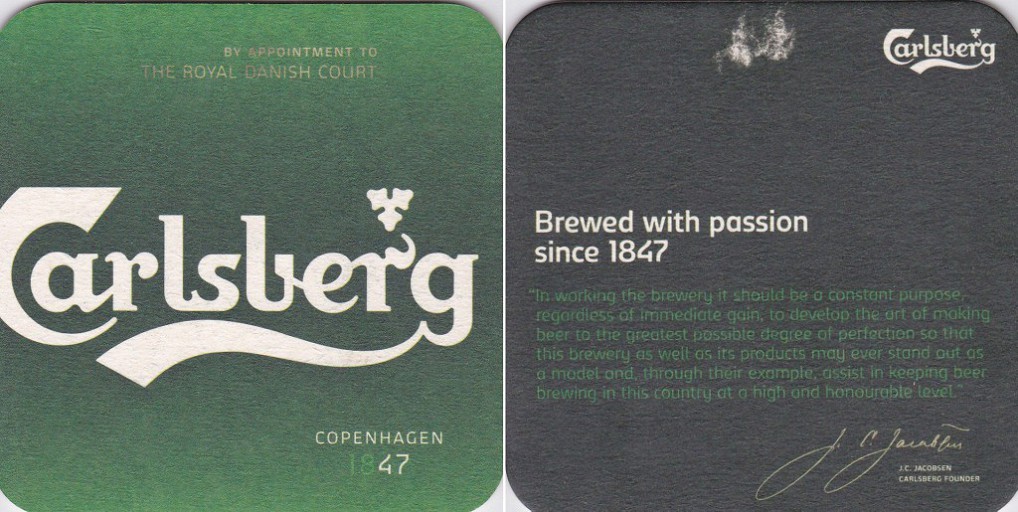 BY APPOINTMENT TO
THE ROYAL DANISH COURT
Carlsberg
COPENHAGEN
1847
Carlsberg
Brewed with passion
since 1847
"In working the brewery it should be a constant purpose,
regardless of immediate gain, to develop the art of making
beer to the greatest possible degree of perfection so that
this brewery as well as its products may ever stand out as
a model and, through their example, assist in keeping beer
brewing in this country at a high and honourable level."
J. C. Jacobsen
J.C. JACOBSEN
CARLSBERG FOUNDER